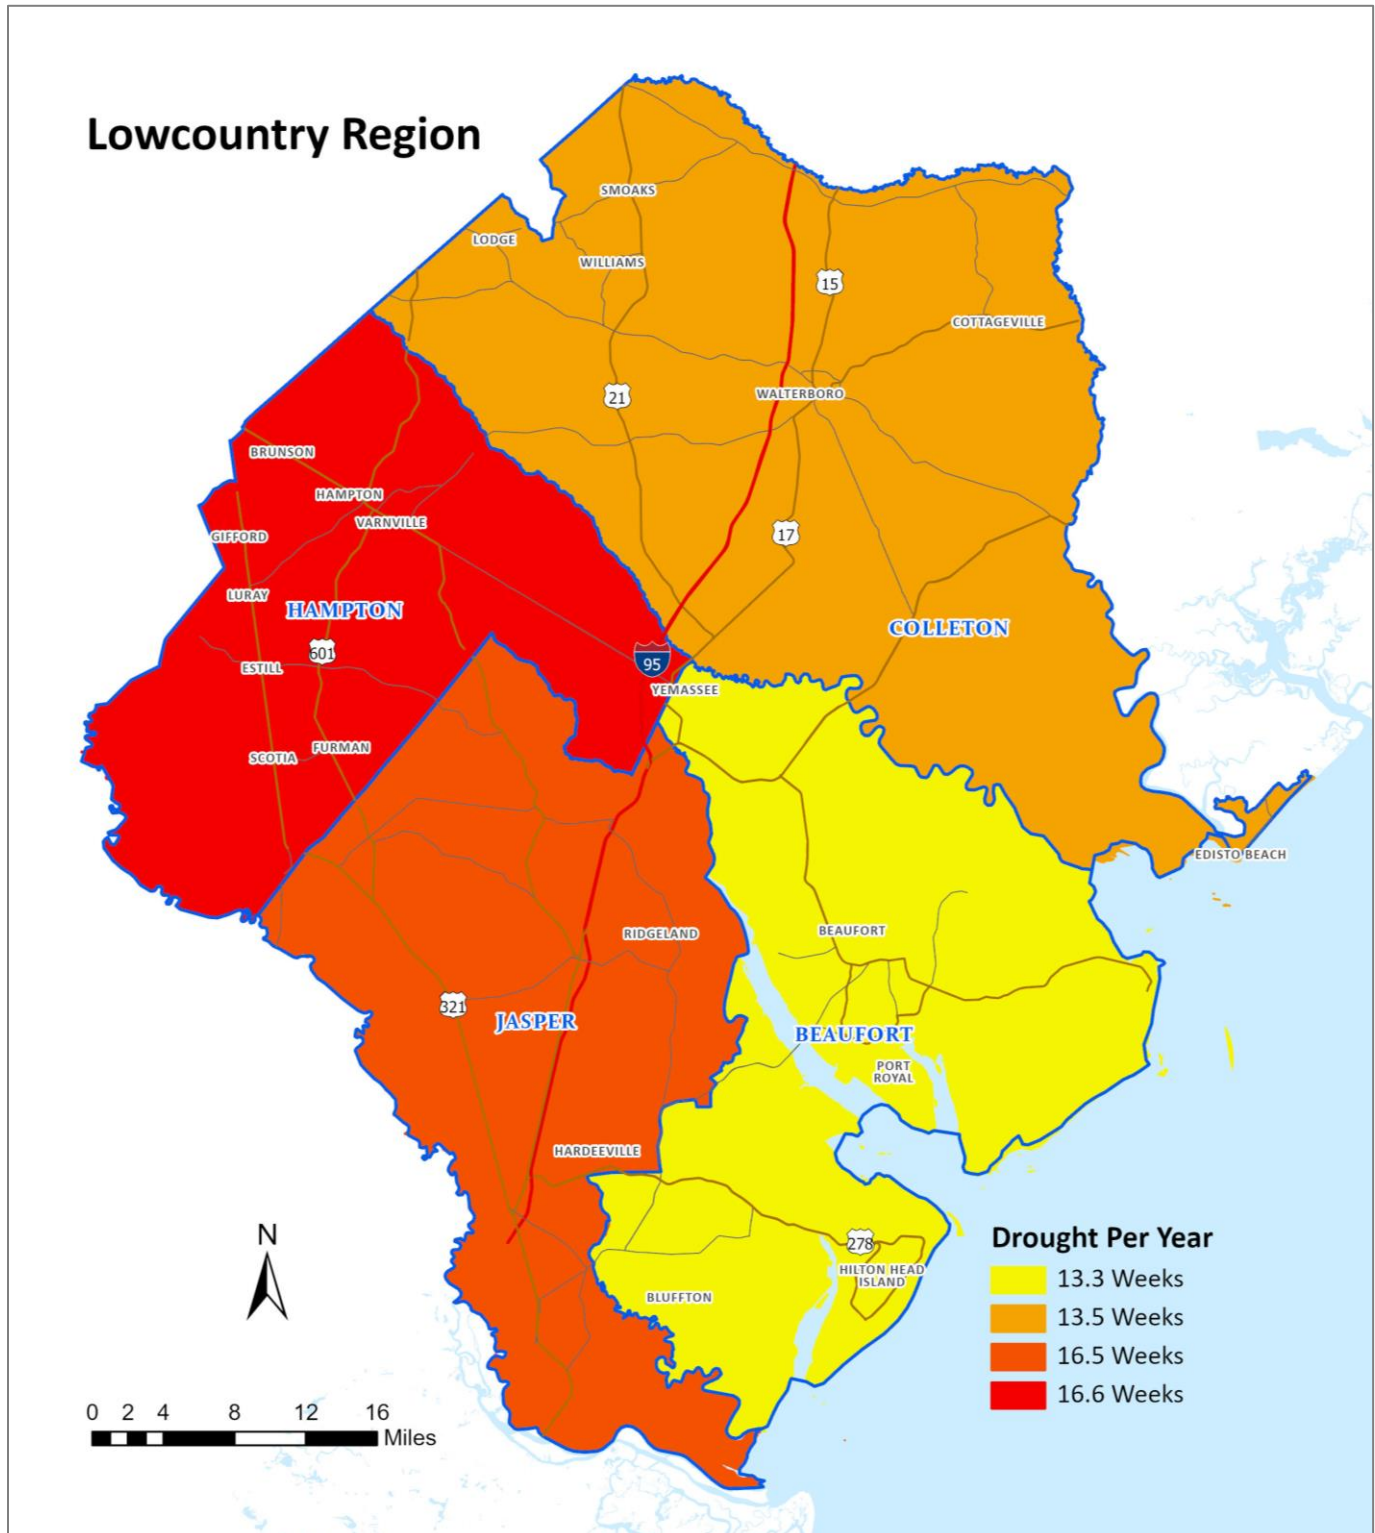 Lowcountry Region
SMOAKS
LODGE
WILLIAMS
15
COTTAGEVILLE
21
WALTERBORO
BRUNSON
HAMPTON
VARNVILLE
17
GIFFORD
LURAY
HAMPTON
COLLETON
601
95
ESTILL
YEMASSEE
FURMAN
SCOTIA
EDISTO BEACH
RIDGELAND
BEAUFORT
321
JASPER
BEAUFORT
PORT
ROYAL
HARDEEVILLE
N
278
HILTON HEAD
ISLAND
BLUFFTON
Drought Per Year
13.3 Weeks
13.5 Weeks
16.5 Weeks
16.6 Weeks
0 2 4 8 12 16
Miles